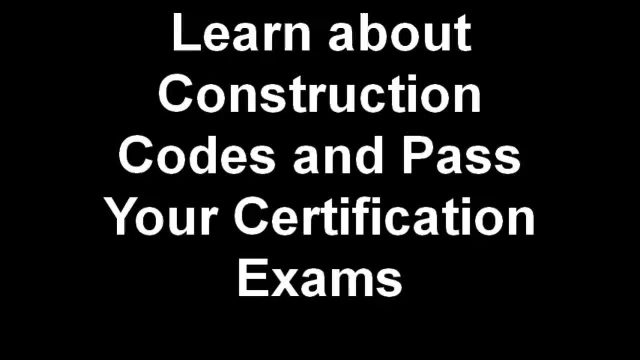 Learn about
Construction
Codes and Pass
Your Certification
Exams